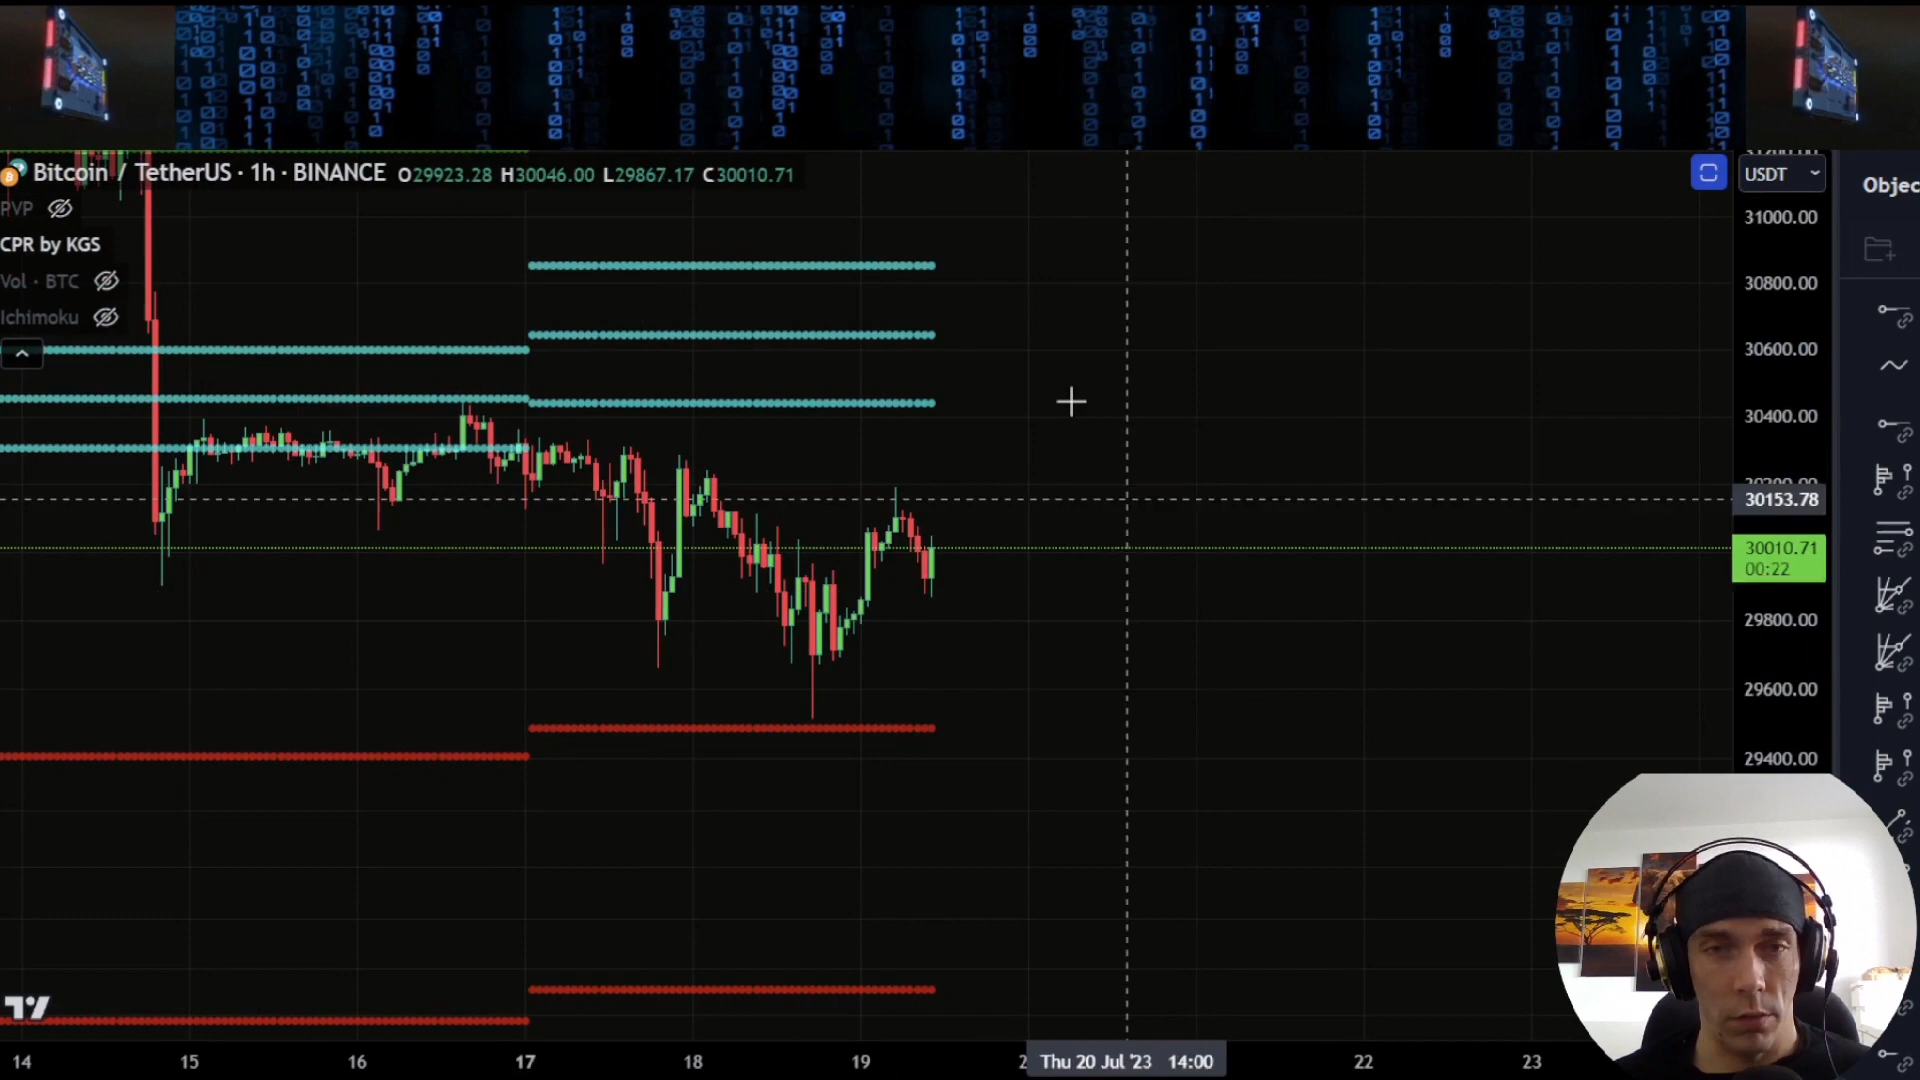 Bitcoin / TetherUS · 1h · BINANCE O29923.28 H30046.00 L29867.17 C30010.71
PVP
CPR by KGS
Vol · BTC
Ichimoku
USDT
Objec
31000.00
30800.00
30600.00
30400.00
30153.78
30010.71
00:22
29800.00
29600.00
29400.00
14 15 16 17 18 19 2 Thu 20 Jul '23 14:00 22 23